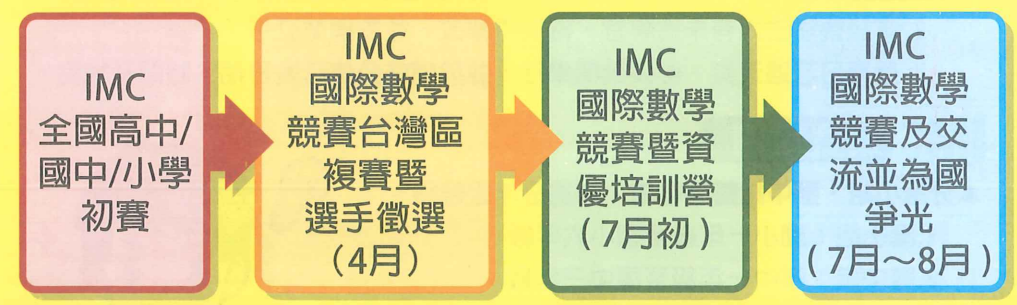 IMC
全國高中/
國中/小學
初賽
IMC
國際數學
競賽台灣區
複賽暨
選手徵選
(4月)
IMC
國際數學
競賽暨資
優培訓營
(7月初)
IMC
國際數學
競賽及交
流並為國
爭光
(7月～8月)